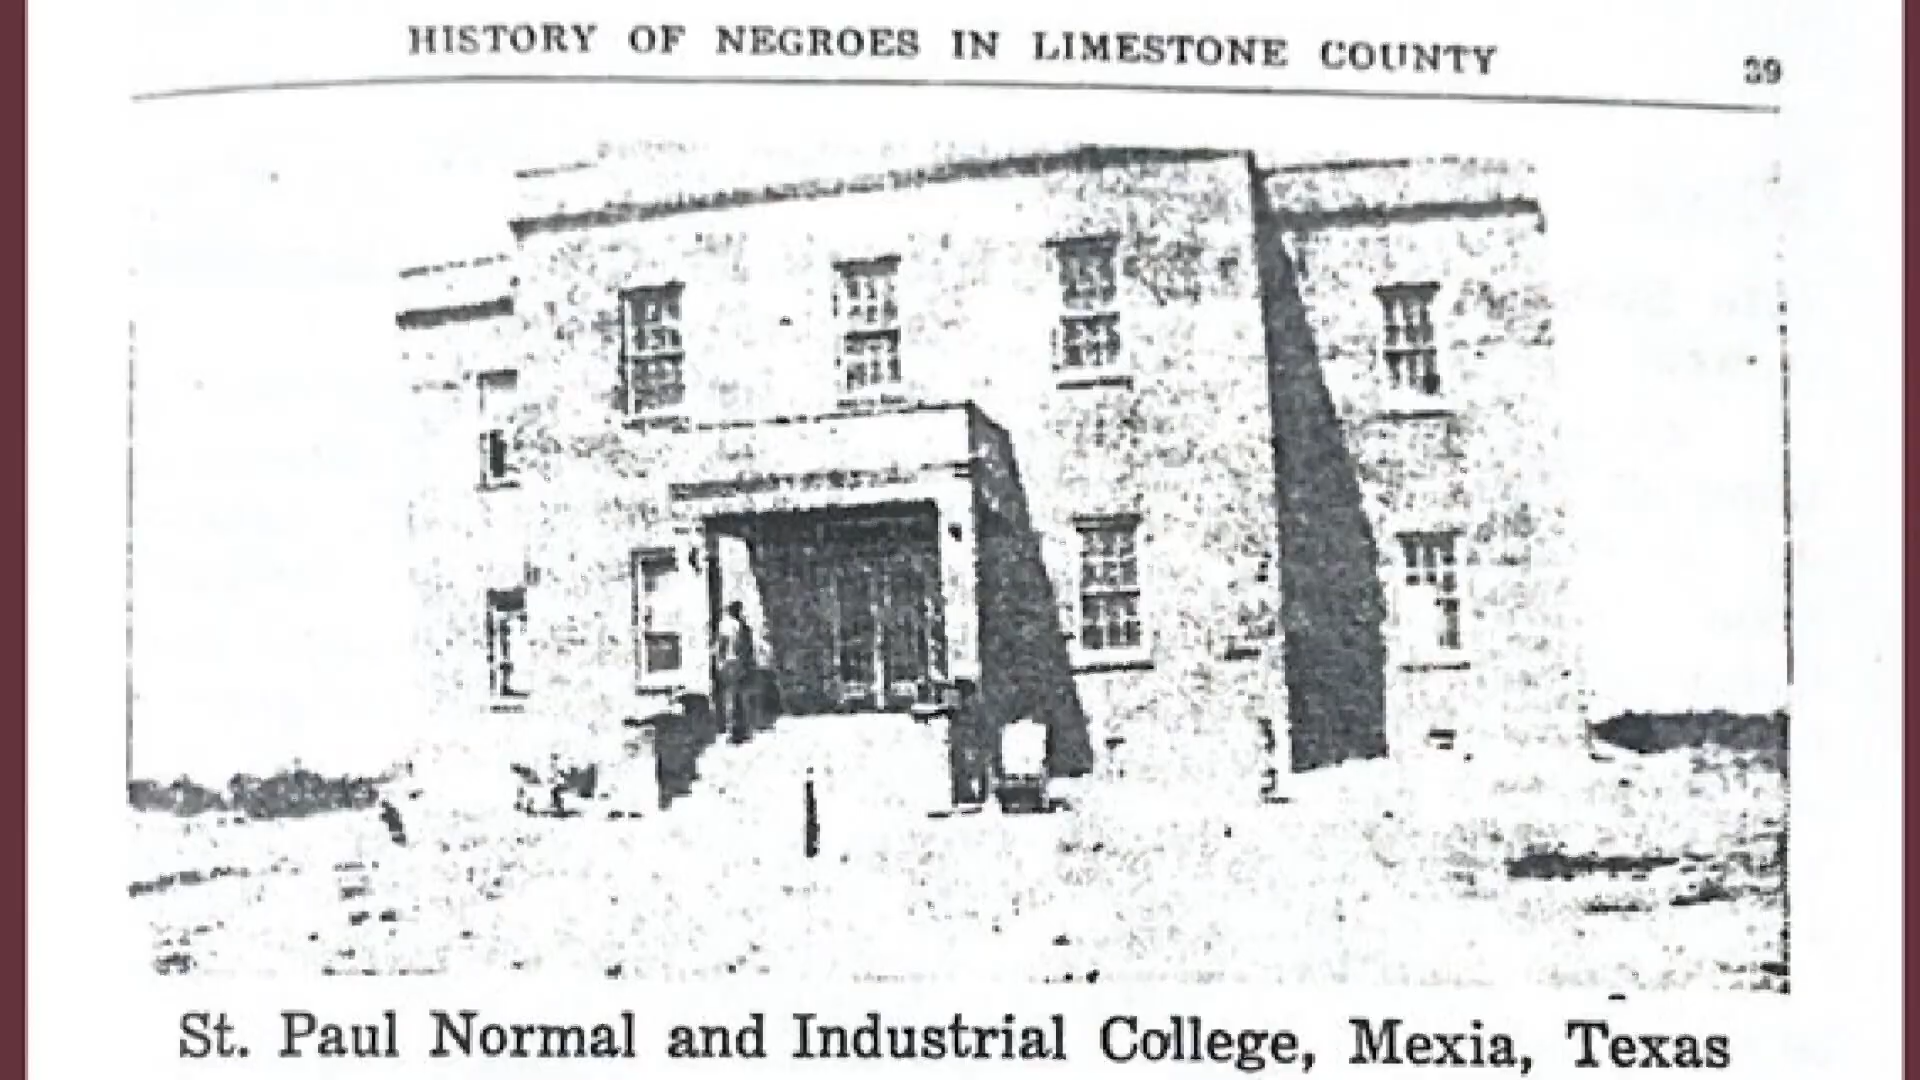 HISTORY OF NEGROES IN LIMESTONE COUNTY 39
St. Paul Normal and Industrial College, Mexia, Texas